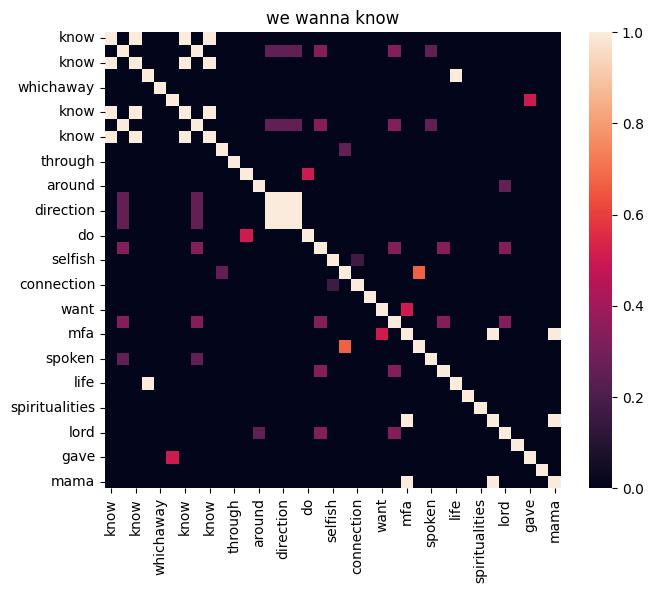 we wanna know
know
know
whichaway
know
know
through
around
direction
do
selfish
connection
want
mfa
spoken
life
spiritualities
lord
gave
mama
know
know
whichaway
know
know
through
around
direction
do
selfish
connection
want
mfa
spoken
life
spiritualities
lord
gave
mama
1.0
0.8
0.6
0.4
0.2
0.0